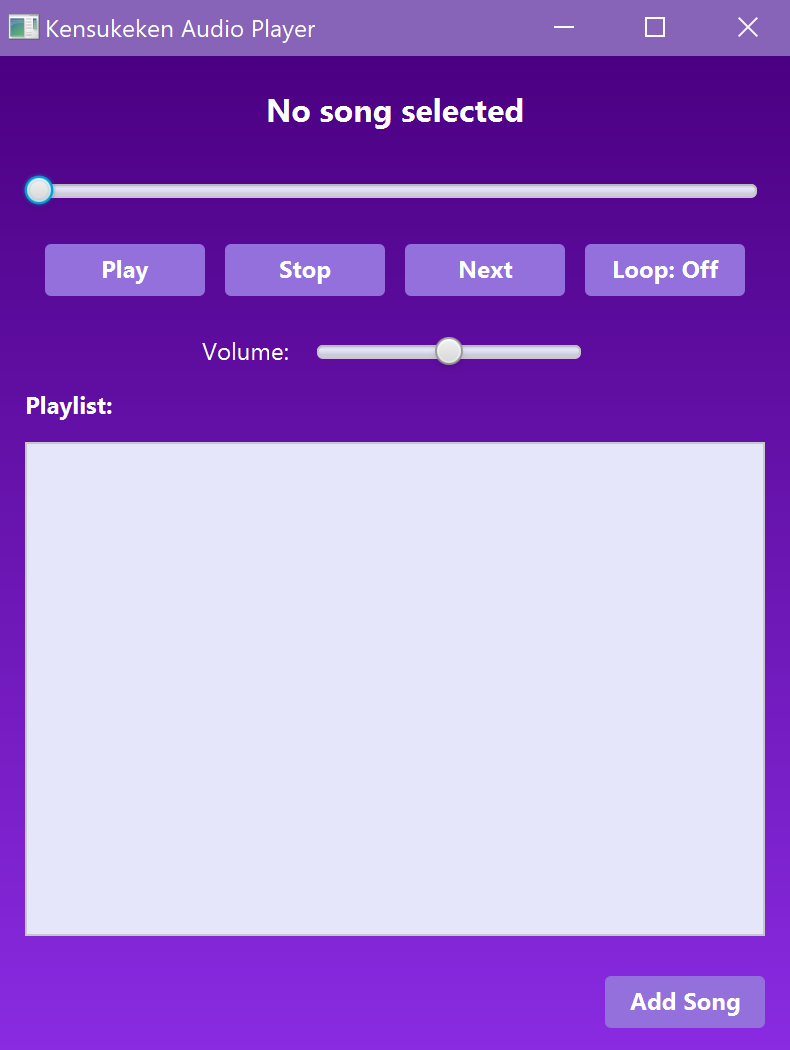 Kensukeken Audio Player
No song selected
Play Stop Next Loop: Off
Volume:
Playlist:
Add Song